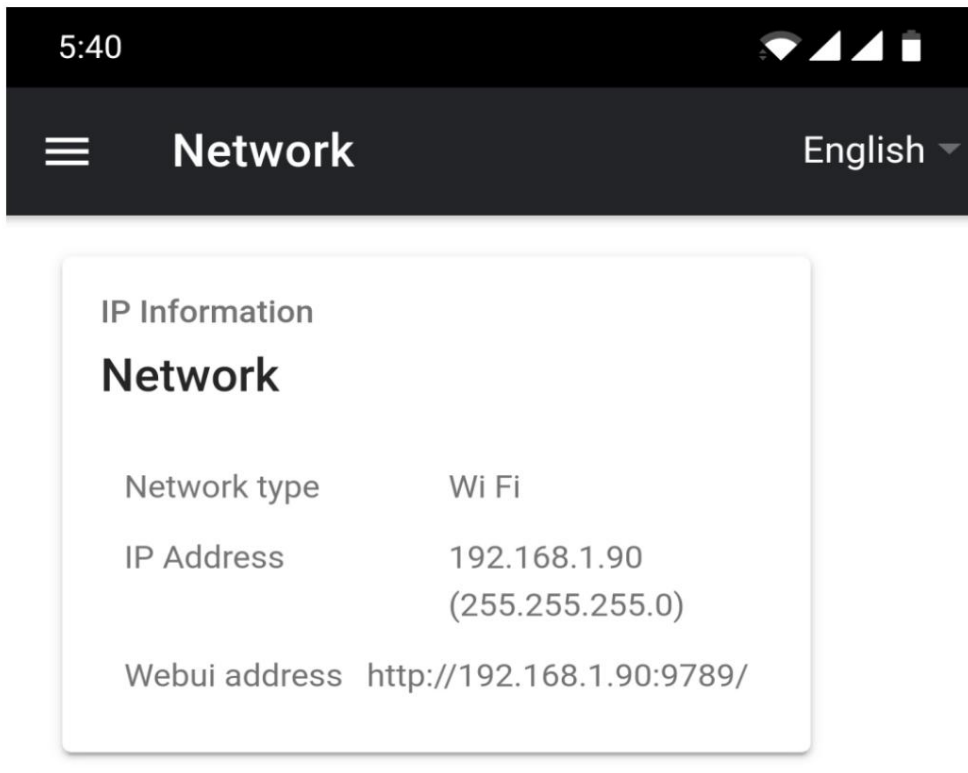 5:40
Network English
IP Information
Network
Network type Wi Fi
IP Address 192.168.1.90
(255.255.255.0)
Webui address http://192.168.1.90:9789/